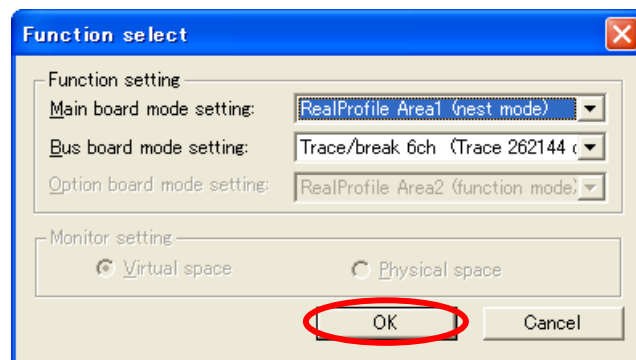 Function select
Function setting
Main board mode setting: RealProfile Area1 (nest mode)
Bus board mode setting: Trace/break 6ch (Trace 262144 c
Option board mode setting: RealProfile Area2 (function mode)
Monitor setting
Virtual space Physical space
OK Cancel